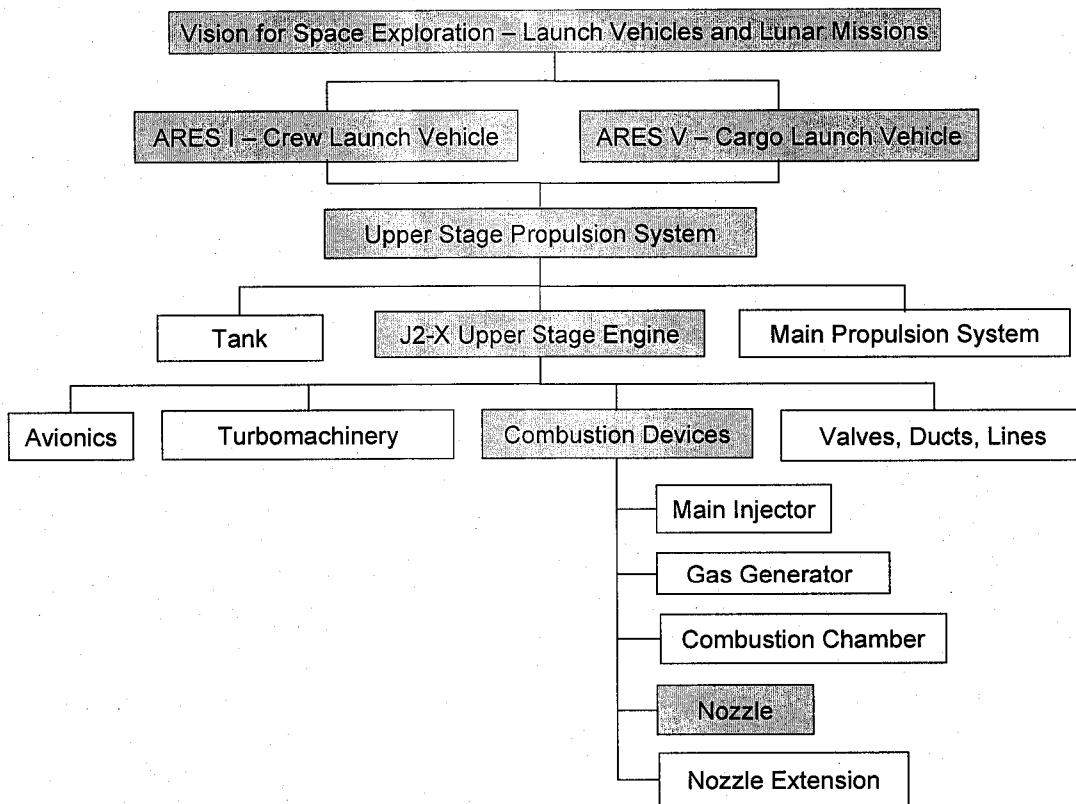 Vision for Space Exploration – Launch Vehicles and Lunar Missions
ARES I – Crew Launch Vehicle
ARES V – Cargo Launch Vehicle
Upper Stage Propulsion System
Tank
J2-X Upper Stage Engine
Main Propulsion System
Avionics
Turbomachinery
Combustion Devices
Valves, Ducts, Lines
Main Injector
Gas Generator
Combustion Chamber
Nozzle
Nozzle Extension